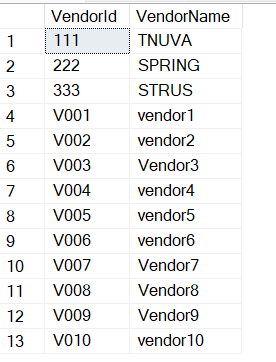 VendorId VendorName
1 111 TNUVA
2 222 SPRING
3 333 STRUS
4 V001 vendor1
5 V002 vendor2
6 V003 Vendor3
7 V004 vendor4
8 V005 vendor5
9 V006 vendor6
10 V007 Vendor7
11 V008 Vendor8
12 V009 Vendor9
13 V010 vendor10